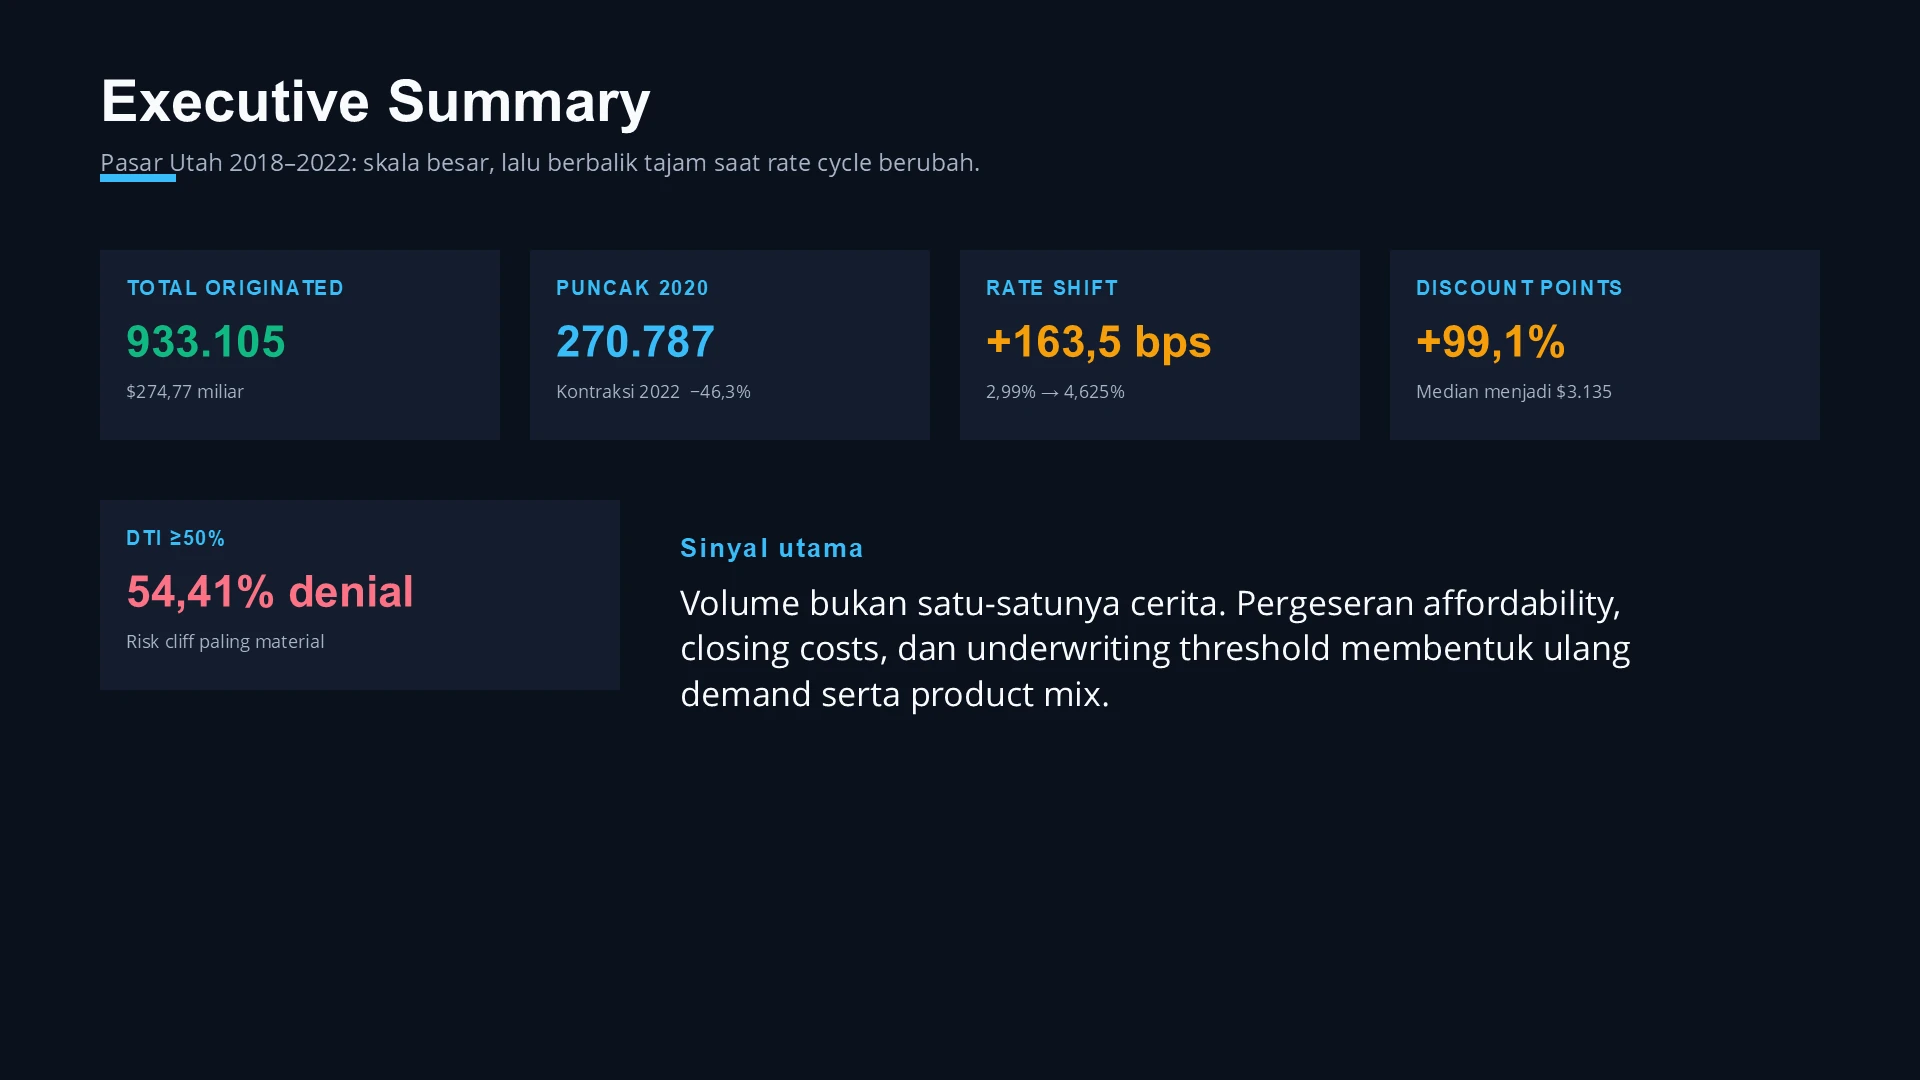 Executive Summary
Pasar Utah 2018–2022: skala besar, lalu berbalik tajam saat rate cycle berubah.
TOTAL ORIGINATED
933.105
$274,77 miliar
PUNCAK 2020
270.787
Kontraksi 2022 −46,3%
RATE SHIFT
+163,5 bps
2,99% → 4,625%
DISCOUNT POINTS
+99,1%
Median menjadi $3.135
DTI ≥50%
54,41% denial
Risk cliff paling material
Sinyal utama
Volume bukan satu-satunya cerita. Pergeseran affordability,
closing costs, dan underwriting threshold membentuk ulang
demand serta product mix.